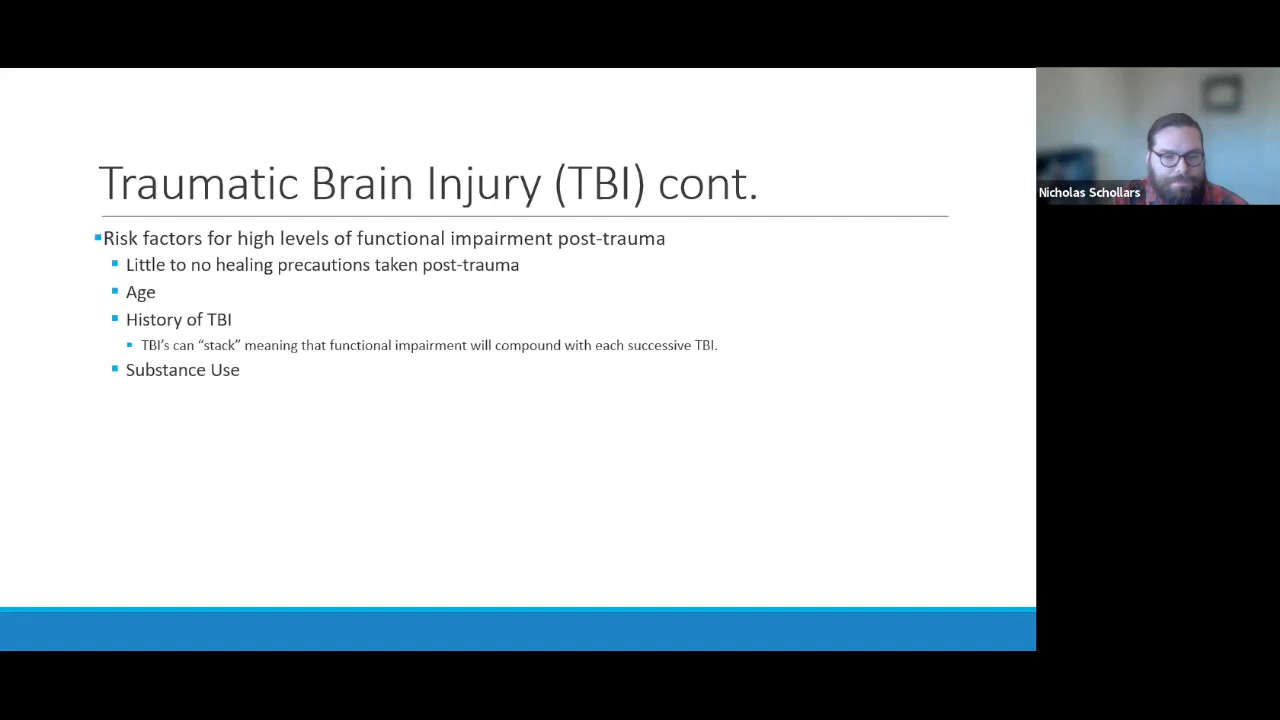 Traumatic Brain Injury (TBI) cont.
Risk factors for high levels of functional impairment post-trauma
Little to no healing precautions taken post-trauma
Age
History of TBI
TBI's can “stack” meaning that functional impairment will compound with each successive TBI.
Substance Use
Nicholas Schollars